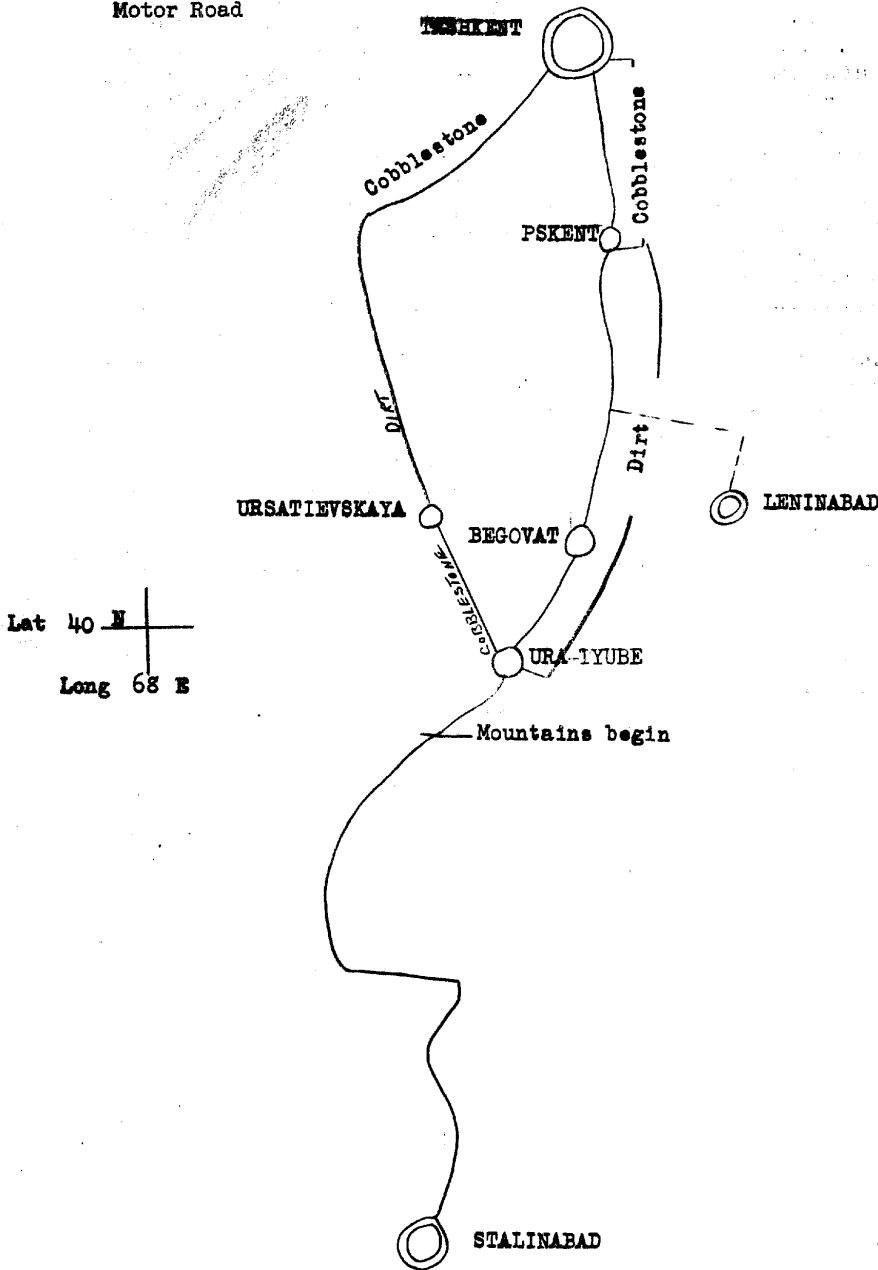 Motor Road
TASHKENT
Cobblestone
Cobblestone
PSKENT
DIRT
Dirt
URSATIEVSKAYA
LENINABAD
BEGOVAT
COBBLESTONE
Lat 40 N
URA-TYUBE
Long 68 E
Mountains begin
STALINABAD